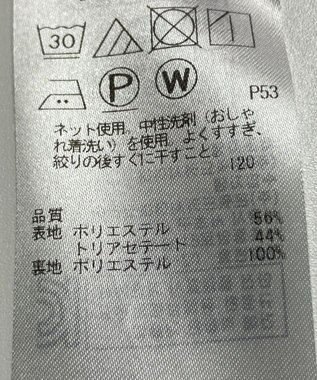 30
P W
P53
ネット使用。中性洗剤（おしゃ
れ着洗い）を使用。よくすすぎ、
絞りの後すぐに干すこと。
120
品質
表地 ポリエステル 56%
トリアセテート 44%
裏地 ポリエステル 100%